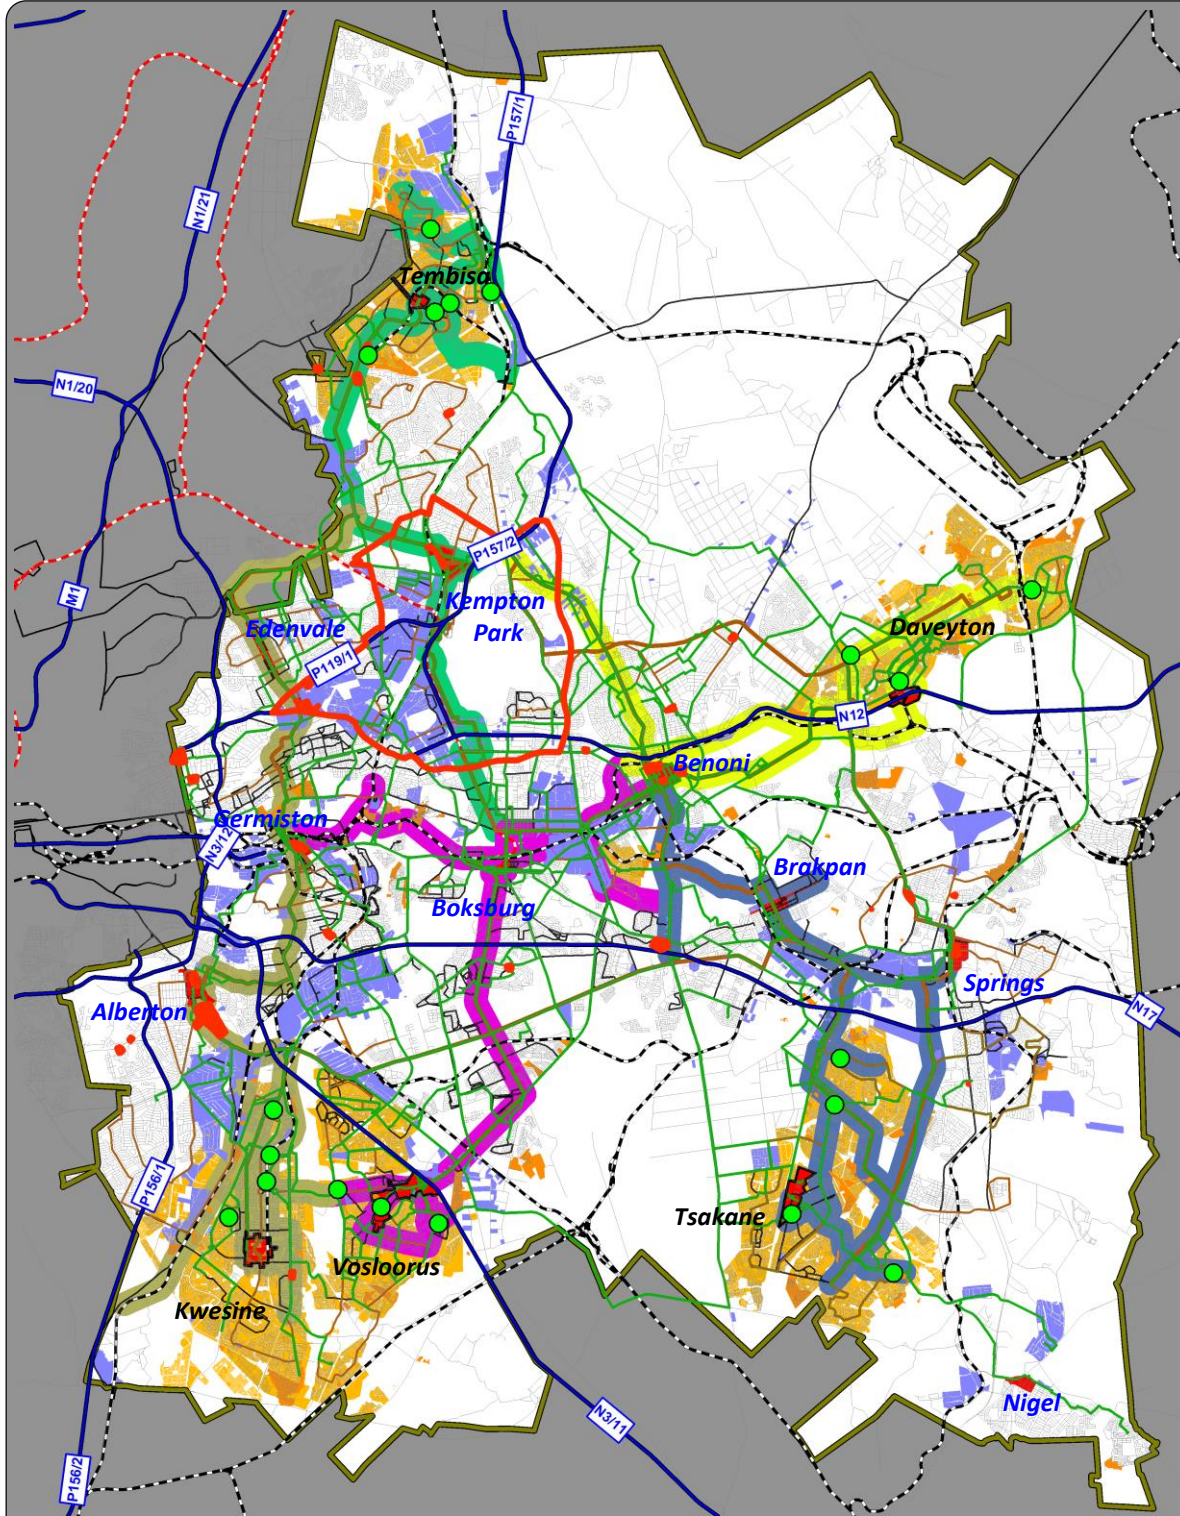 P157/1
N1/21
Tembisa
N1/20
P157/2
M1
Kempton
Park
Edenvale
Daveyton
P119/1
N12
Benoni
Germiston
N3/12
Brakpan
Boksburg
Springs
Alberton
N17
P156/1
Tsakane
Vosloorus
Kwesine
Nigel
N3/11
P156/2